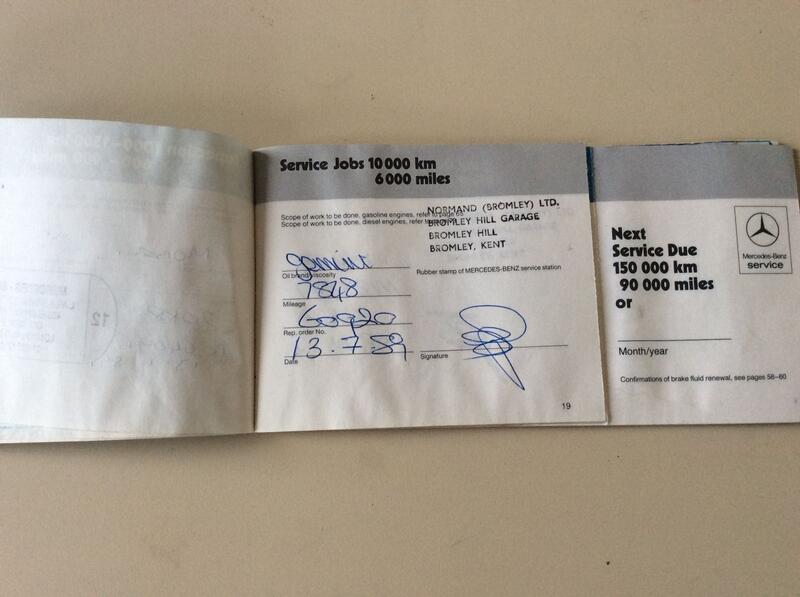 Service Jobs 10 000 km
6 000 miles
Scope of work to be done, gasoline engines, refer to page 65
Scope of work to be done, diesel engines, refer to
NORMAND (BROMLEY) LTD.
BROMLEY HILL GARAGE
BROMLEY HILL
BROMLEY, KENT
Oil brand/viscosity
Rubber stamp of MERCEDES-BENZ service station
7848
Mileage
Rep. order No.
13.7.89
Date
Signature
19
Next
Service Due
150 000 km
90 000 miles
or
Mercedes-Benz
service
Month/year
Confirmations of brake fluid renewal, see pages 58–60
12